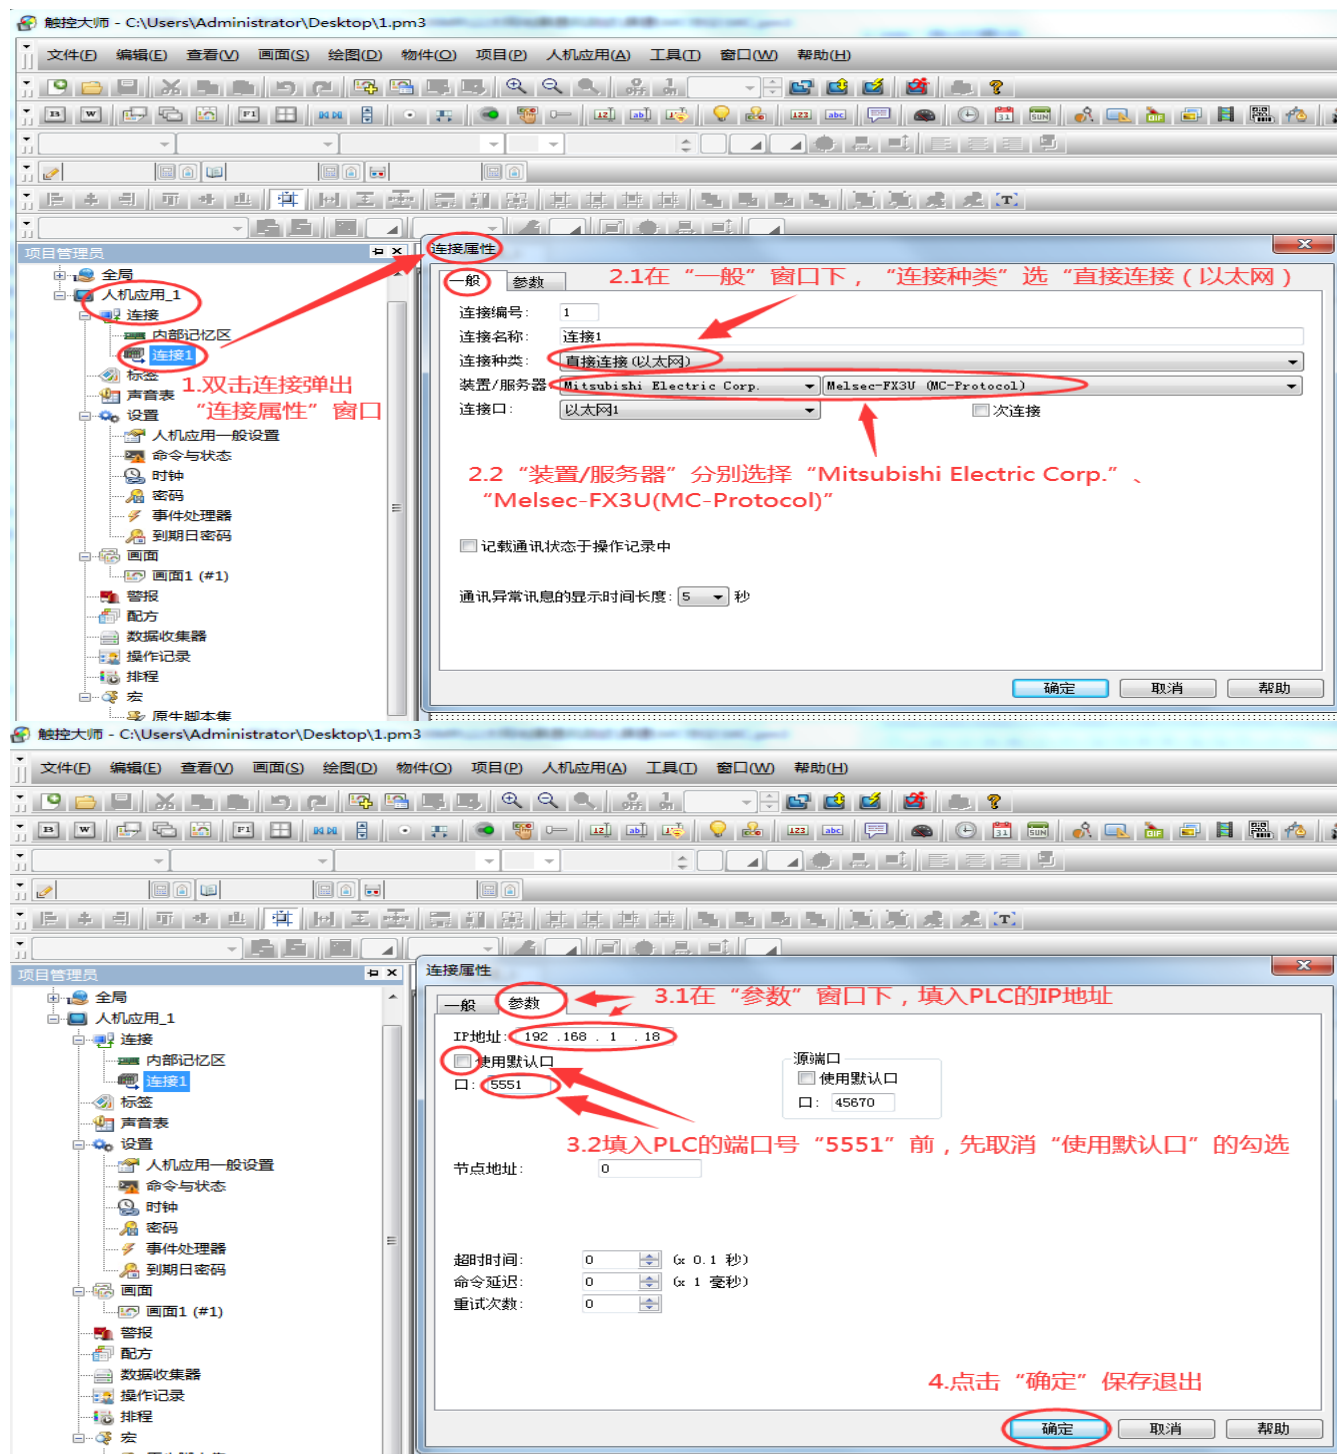 触控大师 - C:\Users\Administrator\Desktop\1.pm3
文件(F) 编辑(E) 查看(V) 画面(S) 绘图(D) 物件(O) 项目(P) 人机应用(A) 工具(T) 窗口(W) 帮助(H)
项目管理员
全局
人机应用_1
连接
内部记忆区
连接1
标签
声音表
设置
人机应用一般设置
命令与状态
时钟
密码
事件处理器
到期日密码
画面
画面1 (#1)
警报
配方
数据收集器
操作记录
排程
宏
原生脚本集
1.双击连接弹出
“连接属性”窗口
连接属性
一般 参数
2.1在“一般”窗口下，“连接种类”选“直接连接（以太网）
连接编号: 1
连接名称: 连接1
连接种类: 直接连接(以太网)
装置/服务器 Mitsubishi Electric Corp. Melsec-FX3U (MC-Protocol)
连接口: 以太网1 次连接
2.2“装置/服务器”分别选择“Mitsubishi Electric Corp.”、
“Melsec-FX3U(MC-Protocol)”
记载通讯状态于操作记录中
通讯异常讯息的显示时间长度: 5 秒
确定 取消 帮助
触控大师 - C:\Users\Administrator\Desktop\1.pm3
文件(F) 编辑(E) 查看(V) 画面(S) 绘图(D) 物件(O) 项目(P) 人机应用(A) 工具(T) 窗口(W) 帮助(H)
项目管理员
全局
人机应用_1
连接
内部记忆区
连接1
标签
声音表
设置
人机应用一般设置
命令与状态
时钟
密码
事件处理器
到期日密码
画面
画面1 (#1)
警报
配方
数据收集器
操作记录
排程
宏
连接属性
一般 参数
3.1在“参数”窗口下，填入PLC的IP地址
IP地址: 192 .168 . 1 . 18
使用默认口
口: 5551
源端口
使用默认口
口: 45670
3.2填入PLC的端口号“5551”前，先取消“使用默认口”的勾选
节点地址: 0
超时时间: 0 (x 0.1 秒)
命令延迟: 0 (x 1 毫秒)
重试次数: 0
4.点击“确定”保存退出
确定 取消 帮助